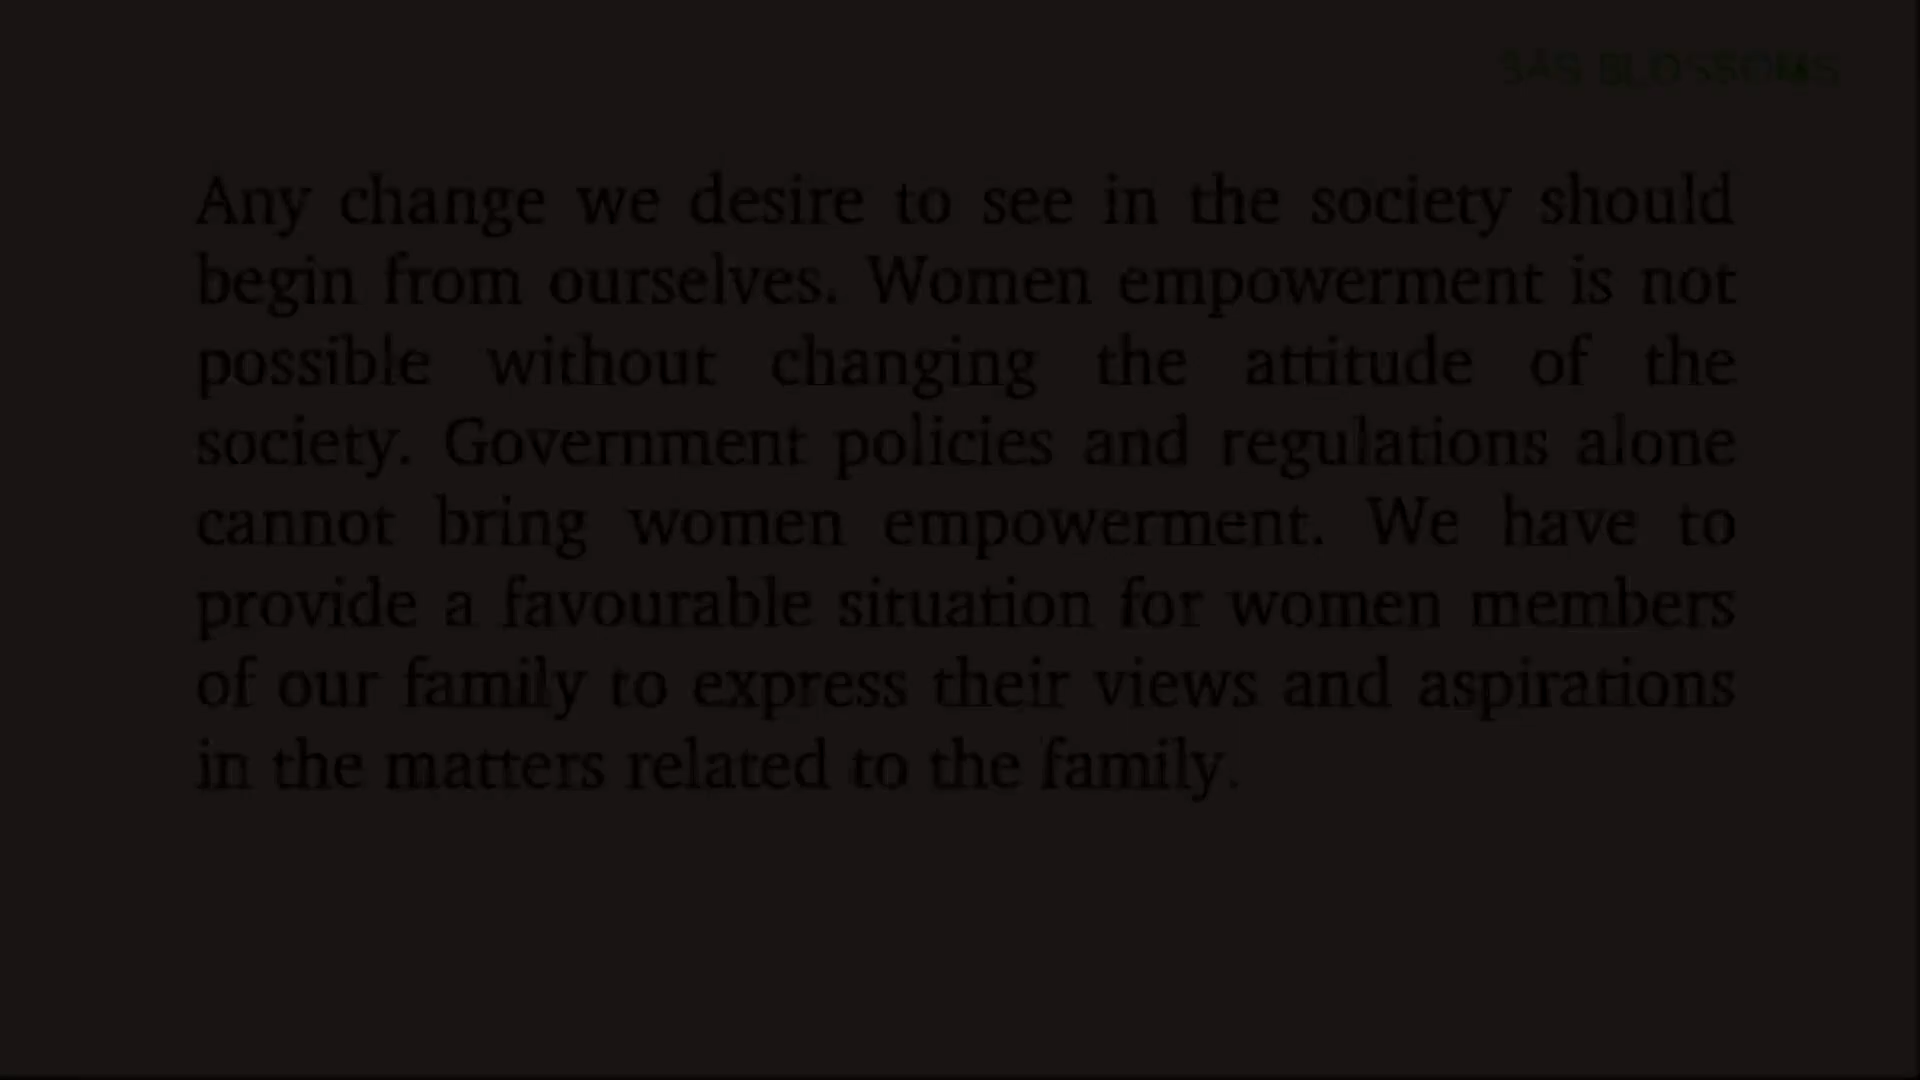 SAS BLOSSOMS
Any change we desire to see in the society should
begin from ourselves. Women empowerment is not
possible without changing the attitude of the
society. Government policies and regulations alone
cannot bring women empowerment. We have to
provide a favourable situation for women members
of our family to express their views and aspirations
in the matters related to the family.